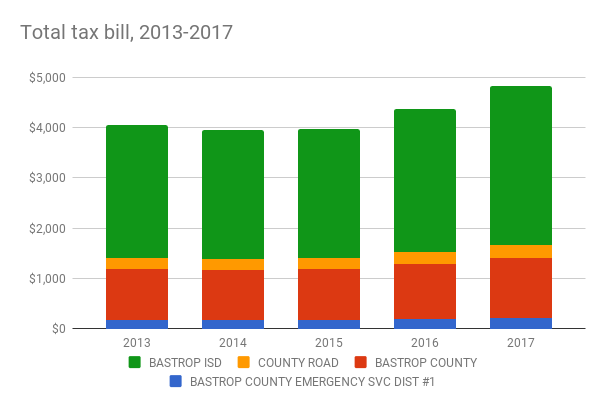 Total tax bill, 2013-2017
$5,000
$4,000
$3,000
$2,000
$1,000
$0
2013 2014 2015 2016 2017
BASTROP ISD COUNTY ROAD BASTROP COUNTY
BASTROP COUNTY EMERGENCY SVC DIST #1